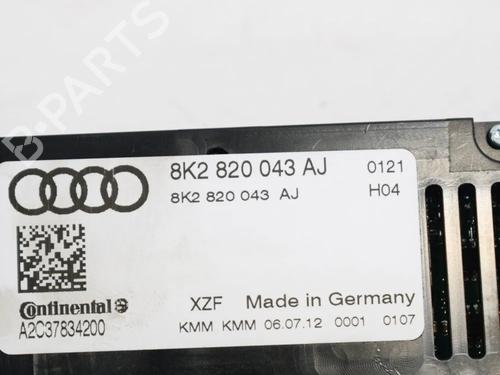 8K2 820 043 AJ 0121
8K2 820 043 AJ H04
Continental
A2C37834200
XZF Made in Germany
KMM KMM 06.07.12 0001 0107
B-PARTS